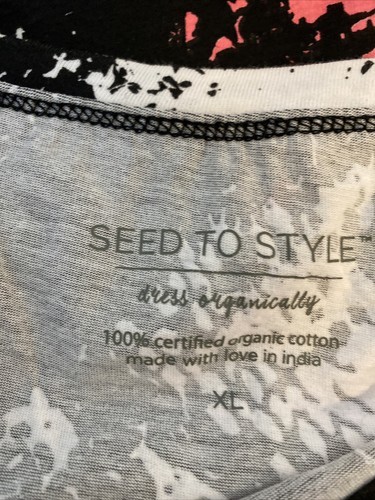 SEED TO STYLE™
dress organically
100% certified organic cotton
made with love in india
XL